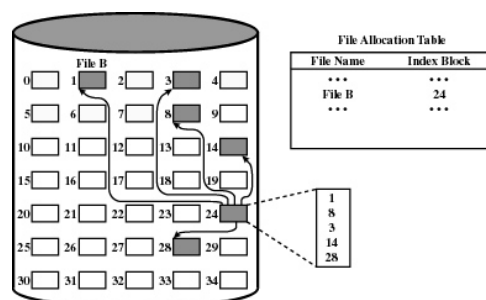 File Allocation Table
File B
File Name Index Block
••• •••
File B 24
••• •••
0 1 2 3 4
5 6 7 8 9
10 11 12 13 14
15 16 17 18 19
20 21 22 23 24
25 26 27 28 29
30 31 32 33 34
1
8
3
14
28